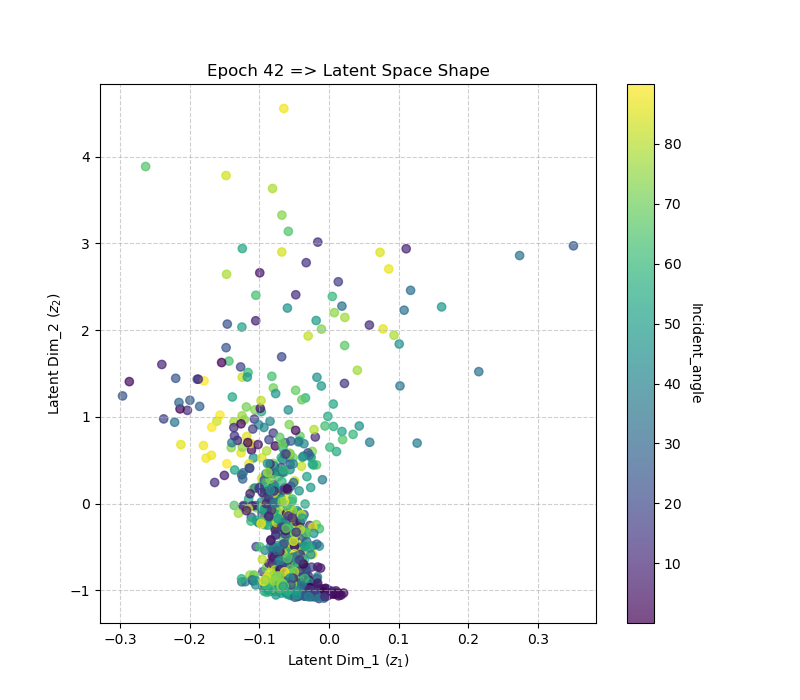 Epoch 42 => Latent Space Shape
4
3
2
1
0
−1
Latent Dim_2 (z₂)
−0.3 −0.2 −0.1 0.0 0.1 0.2 0.3
Latent Dim_1 (z₁)
80
70
60
50
40
30
20
10
Incident_angle